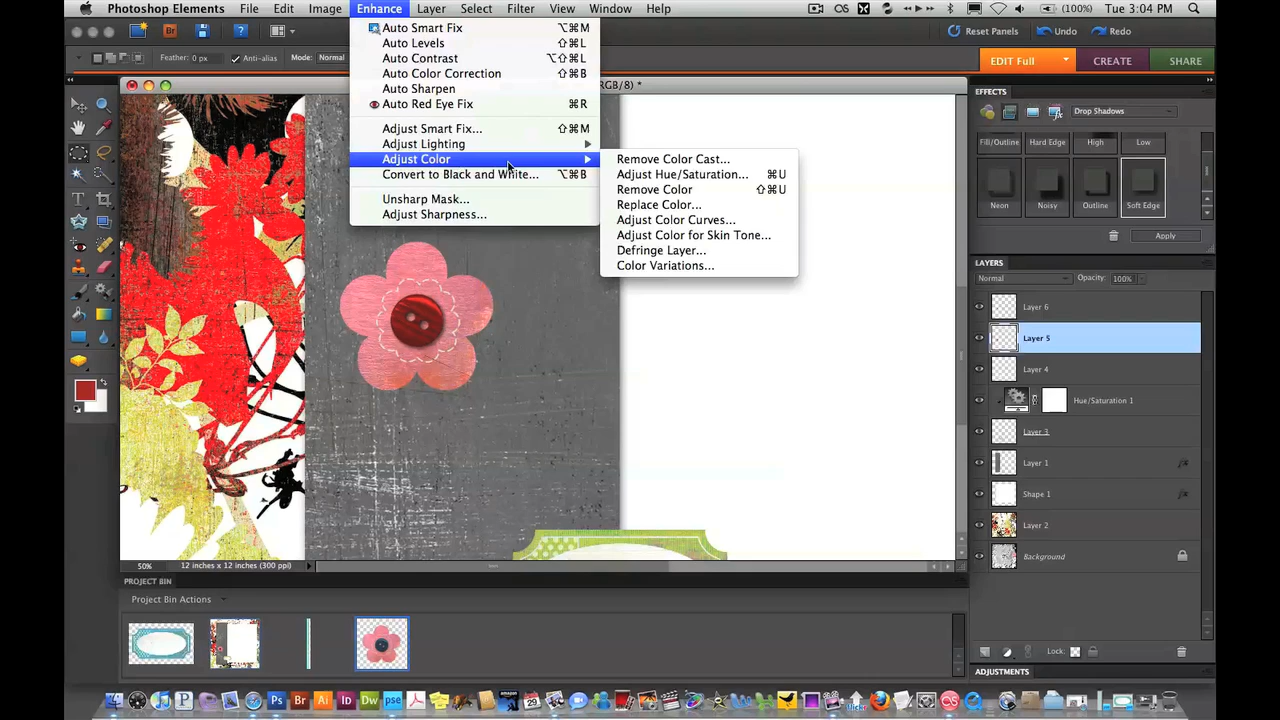 Photoshop Elements File Edit Image Enhance Layer Select Filter View Window Help (100%) Tue 3:04 PM
Reset Panels Undo Redo
Feather: 0 px Anti-alias Mode: Normal
EDIT Full CREATE SHARE
RGB/8) *
Auto Smart Fix ⌥⌘M
Auto Levels ⇧⌘L
Auto Contrast ⌥⇧⌘L
Auto Color Correction ⇧⌘B
Auto Sharpen
Auto Red Eye Fix ⌘R
Adjust Smart Fix... ⇧⌘M
Adjust Lighting
Adjust Color
Convert to Black and White... ⌥⌘B
Unsharp Mask...
Adjust Sharpness...
Remove Color Cast...
Adjust Hue/Saturation... ⌘U
Remove Color ⇧⌘U
Replace Color...
Adjust Color Curves...
Adjust Color for Skin Tone...
Defringe Layer...
Color Variations...
EFFECTS
Drop Shadows
Fill/Outline Hard Edge High Low
Neon Noisy Outline Soft Edge
Apply
LAYERS
Normal Opacity: 100%
Layer 6
Layer 5
Layer 4
Hue/Saturation 1
Layer 3
Layer 1
Shape 1
Layer 2
Background
Lock:
ADJUSTMENTS
50% 12 inches x 12 inches (300 ppi)
PROJECT BIN
Project Bin Actions
Ps Br Ai Id Dw pse